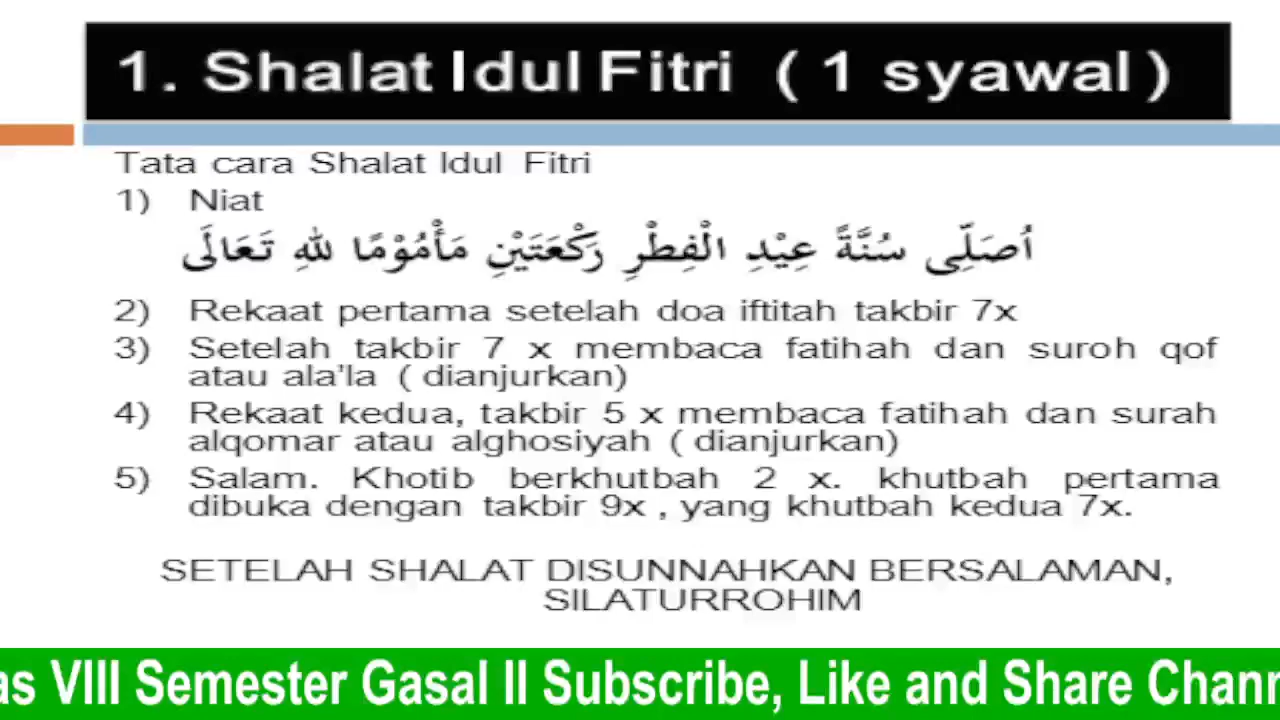 1. Shalat Idul Fitri ( 1 syawal )
Tata cara Shalat Idul Fitri
1) Niat
اُصَلِّى سُنَّةً عِيْدِ الْفِطْرِ رَكْعَتَيْنِ مَأْمُوْمًا لِلّٰهِ تَعَالَى
2) Rekaat pertama setelah doa iftitah takbir 7x
3) Setelah takbir 7 x membaca fatihah dan suroh qof
atau ala'la ( dianjurkan)
4) Rekaat kedua, takbir 5 x membaca fatihah dan surah
alqomar atau alghosiyah ( dianjurkan)
5) Salam. Khotib berkhutbah 2 x. khutbah pertama
dibuka dengan takbir 9x , yang khutbah kedua 7x.
SETELAH SHALAT DISUNNAHKAN BERSALAMAN,
SILATURROHIM
as VIII Semester Gasal II Subscribe, Like and Share Chann